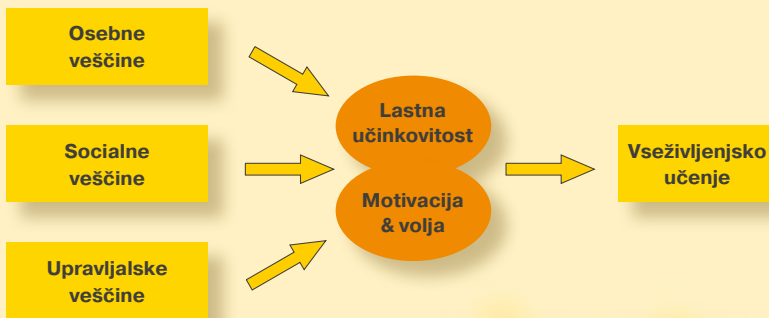 Osebne
veščine
Socialne
veščine
Upravljalske
veščine
Lastna
učinkovitost
Motivacija
& volja
Vseživljenjsko
učenje